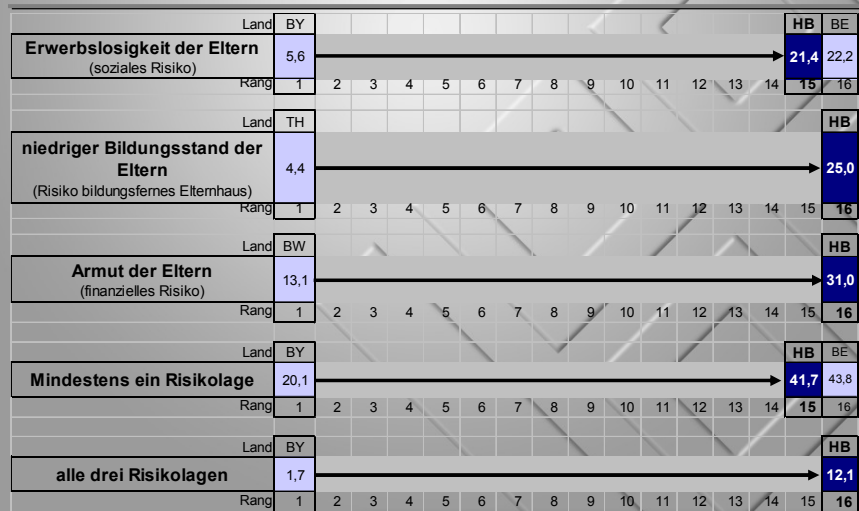 Land BY HB BE
Erwerbslosigkeit der Eltern
(soziales Risiko)
5,6 21,4 22,2
Rang 1 2 3 4 5 6 7 8 9 10 11 12 13 14 15 16
Land TH HB
niedriger Bildungsstand der
Eltern
(Risiko bildungsfernes Elternhaus)
4,4 25,0
Rang 1 2 3 4 5 6 7 8 9 10 11 12 13 14 15 16
Land BW HB
Armut der Eltern
(finanzielles Risiko)
13,1 31,0
Rang 1 2 3 4 5 6 7 8 9 10 11 12 13 14 15 16
Land BY HB BE
Mindestens ein Risikolage 20,1 41,7 43,8
Rang 1 2 3 4 5 6 7 8 9 10 11 12 13 14 15 16
Land BY HB
alle drei Risikolagen 1,7 12,1
Rang 1 2 3 4 5 6 7 8 9 10 11 12 13 14 15 16